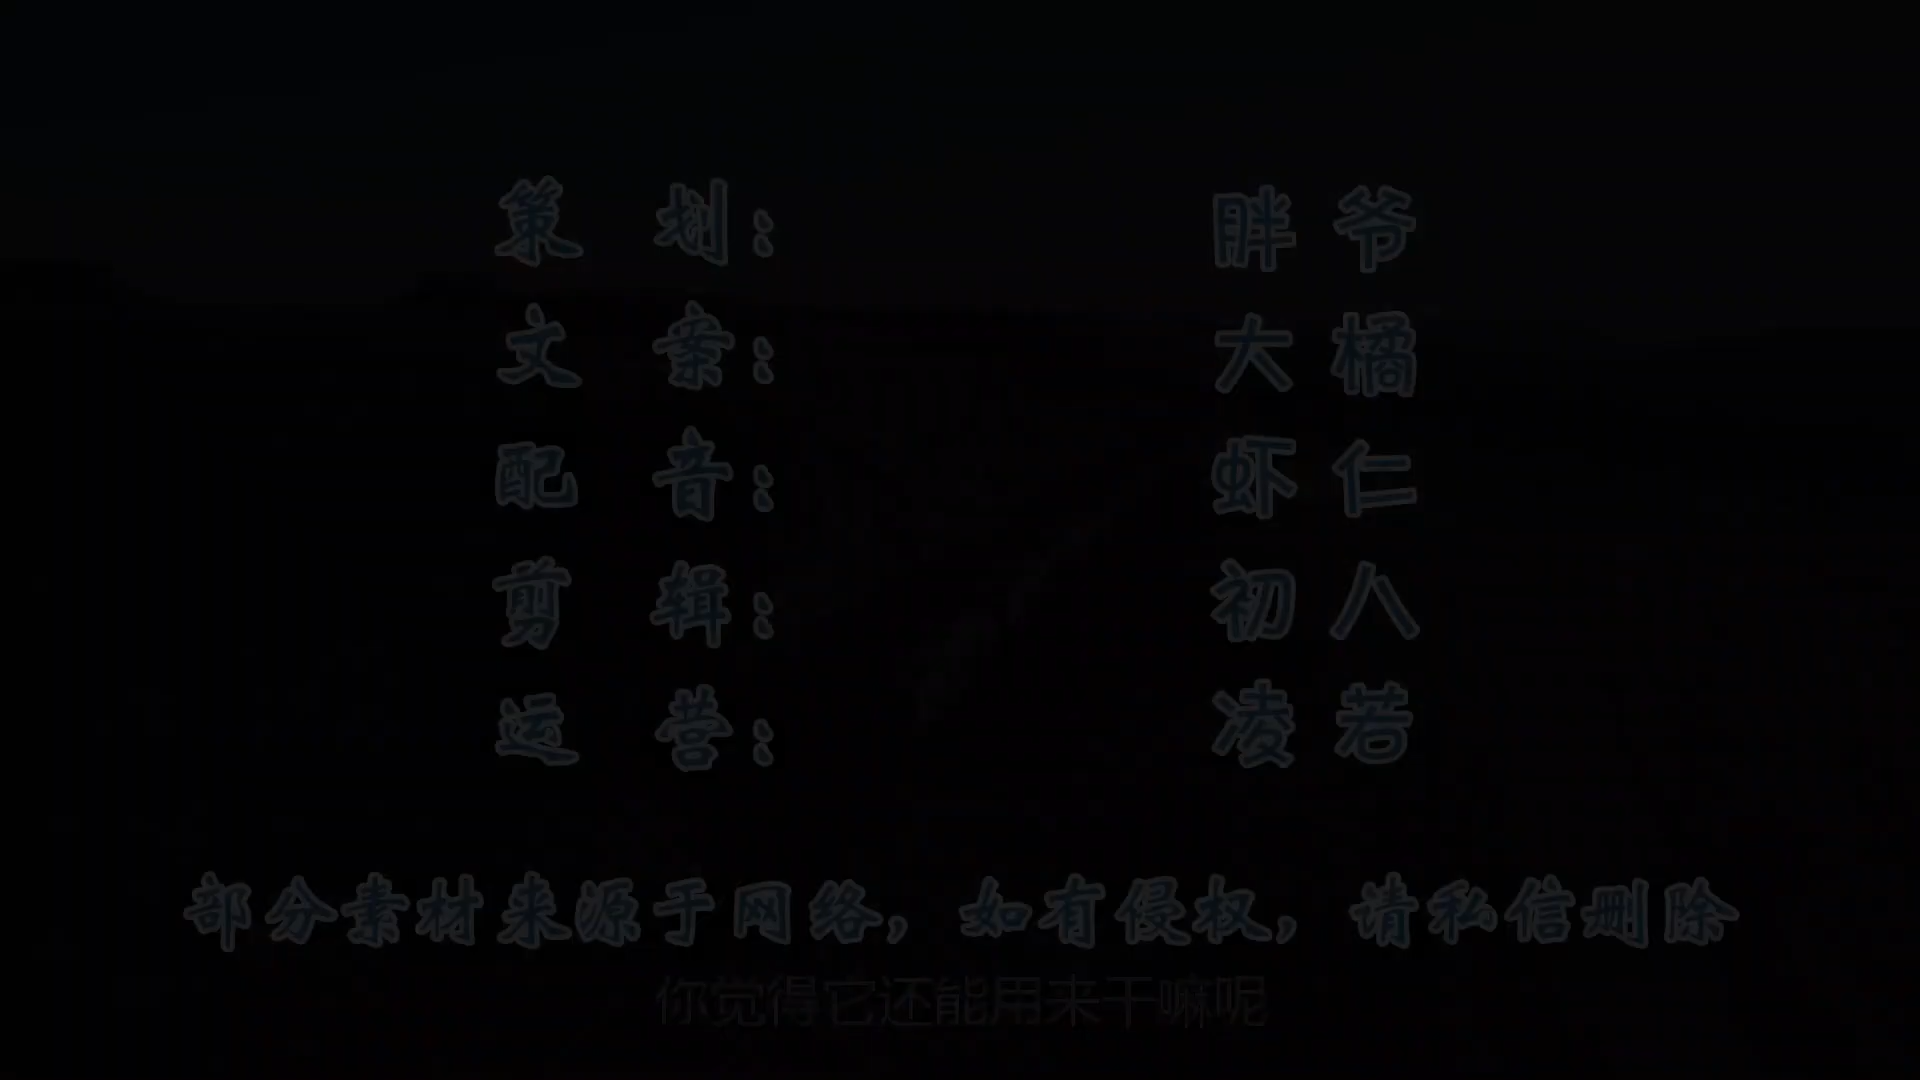 策 划： 胖 爷
文 案： 大 橘
配 音： 虾 仁
剪 辑： 初 八
运 营： 凌 若
部分素材来源于网络，如有侵权，请私信删除
你觉得它还能用来干嘛呢